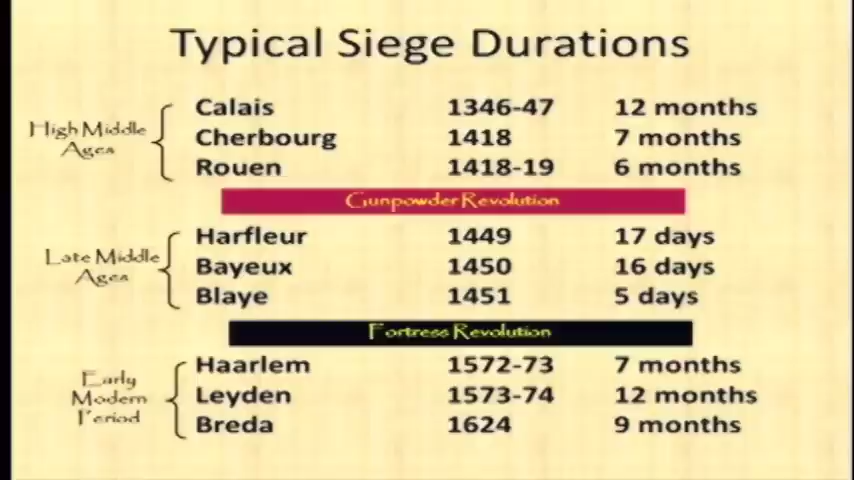 Typical Siege Durations
High Middle Ages
Calais 1346-47 12 months
Cherbourg 1418 7 months
Rouen 1418-19 6 months
Gunpowder Revolution
Late Middle Ages
Harfleur 1449 17 days
Bayeux 1450 16 days
Blaye 1451 5 days
Fortress Revolution
Early Modern Period
Haarlem 1572-73 7 months
Leyden 1573-74 12 months
Breda 1624 9 months